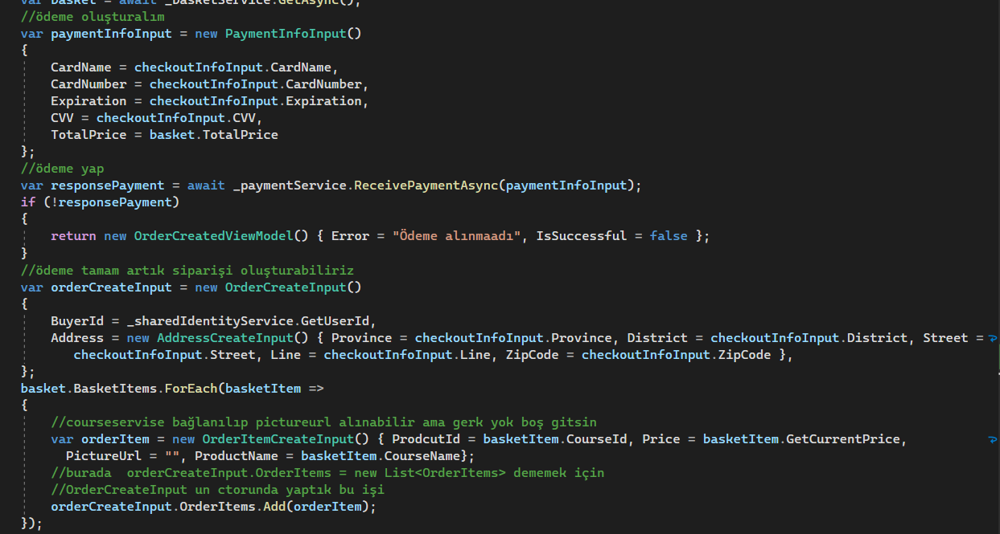 var basket = await _basketService.GetAsync();
//ödeme oluşturalım
var paymentInfoInput = new PaymentInfoInput()
{
CardName = checkoutInfoInput.CardName,
CardNumber = checkoutInfoInput.CardNumber,
Expiration = checkoutInfoInput.Expiration,
CVV = checkoutInfoInput.CVV,
TotalPrice = basket.TotalPrice
};
//ödeme yap
var responsePayment = await _paymentService.ReceivePaymentAsync(paymentInfoInput);
if (!responsePayment)
{
return new OrderCreatedViewModel() { Error = "Ödeme alınmaadı", IsSuccessful = false };
}
//ödeme tamam artık siparişi oluşturabiliriz
var orderCreateInput = new OrderCreateInput()
{
BuyerId = _sharedIdentityService.GetUserId,
Address = new AddressCreateInput() { Province = checkoutInfoInput.Province, District = checkoutInfoInput.District, Street =
checkoutInfoInput.Street, Line = checkoutInfoInput.Line, ZipCode = checkoutInfoInput.ZipCode },
};
basket.BasketItems.ForEach(basketItem =>
{
//courseservise bağlanılıp pictureurl alınabilir ama gerk yok boş gitsin
var orderItem = new OrderItemCreateInput() { ProdcutId = basketItem.CourseId, Price = basketItem.GetCurrentPrice,
PictureUrl = "", ProductName = basketItem.CourseName};
//burada  orderCreateInput.OrderItems = new List<OrderItems> dememek için
//OrderCreateInput un ctorunda yaptık bu işi
orderCreateInput.OrderItems.Add(orderItem);
});